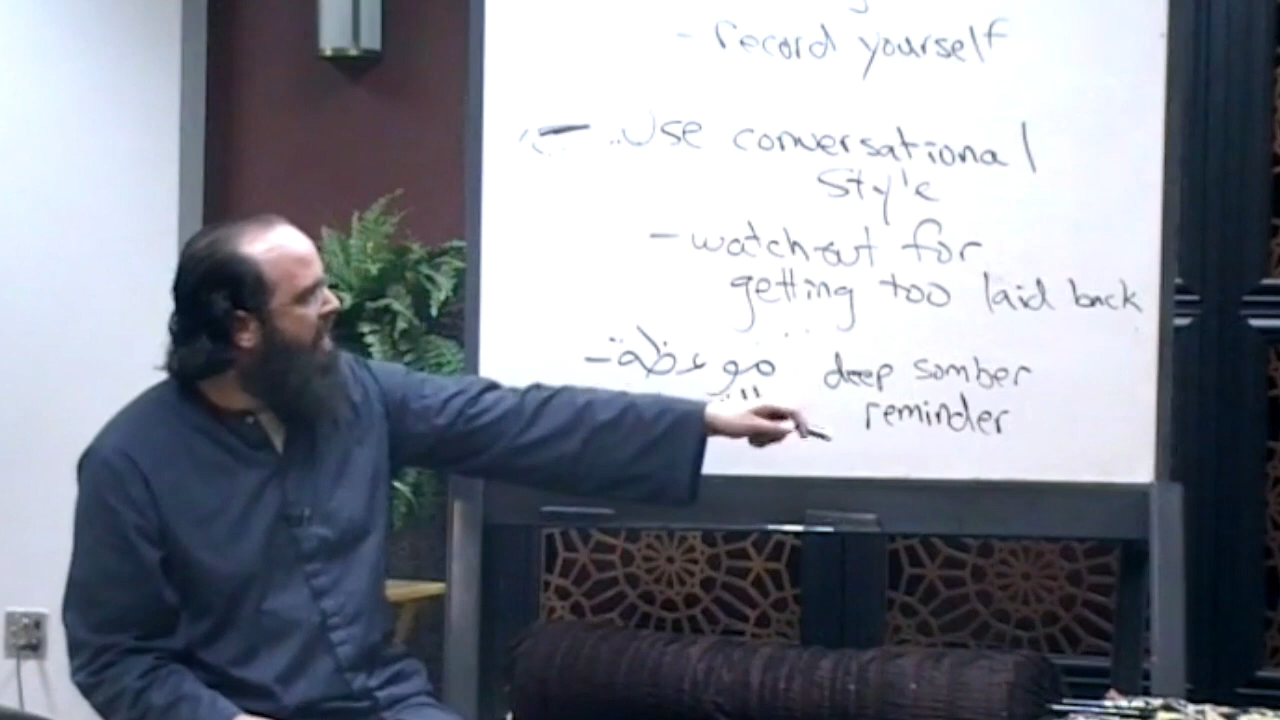 - record yourself
- Use conversational
style
- watch out for
getting too laid back
- موعظة deep somber
reminder